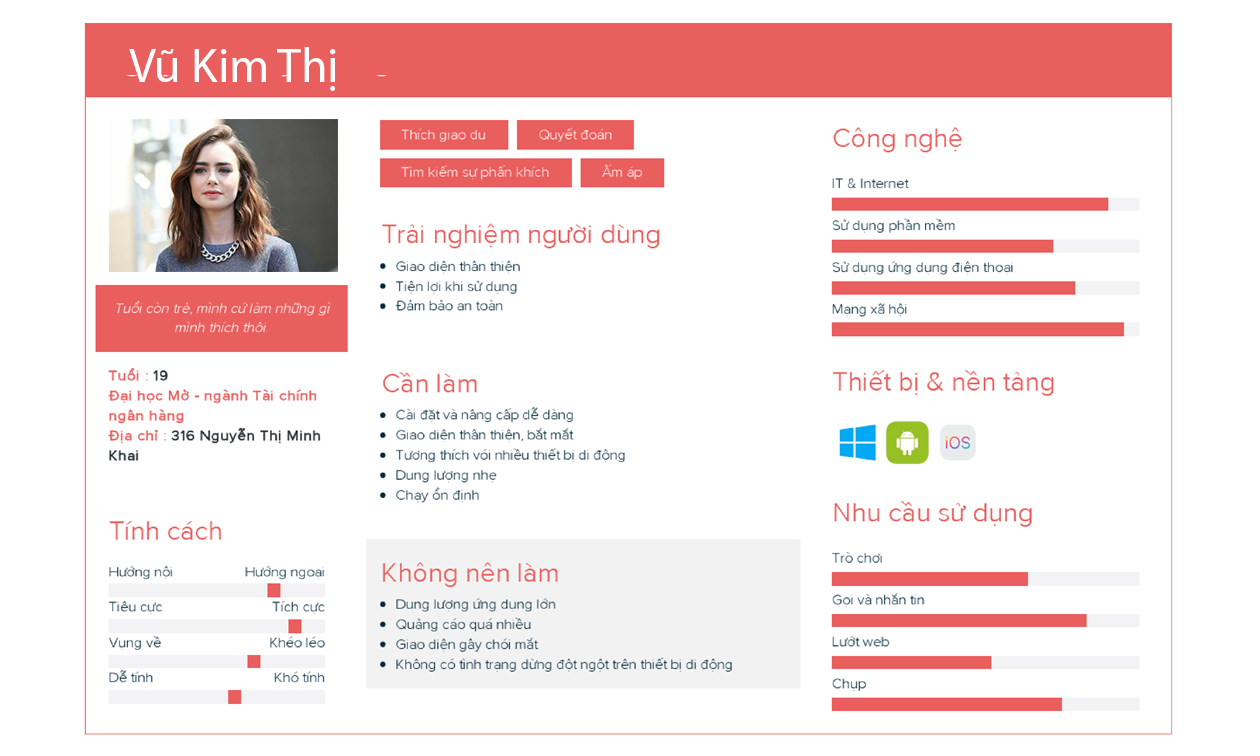 Vũ Kim Thị
Thích giao du
Quyết đoán
Tìm kiếm sự phấn khích
Ấm áp
Tuổi còn trẻ, mình cứ làm những gì
mình thích thôi.
Tuổi : 19
Đại học Mở - ngành Tài chính
ngân hàng
Địa chỉ : 316 Nguyễn Thị Minh
Khai
Tính cách
Hướng nội
Hướng ngoại
Tiêu cực
Tích cực
Vụng về
Khéo léo
Dễ tính
Khó tính
Trải nghiệm người dùng
Giao diện thân thiện
Tiện lợi khi sử dụng
Đảm bảo an toàn
Cần làm
Cài đặt và nâng cấp dễ dàng
Giao diện thân thiện, bắt mắt
Tương thích vói nhiều thiết bị di động
Dung lượng nhẹ
Chạy ổn định
Không nên làm
Dung lượng ứng dụng lớn
Quảng cáo quá nhiều
Giao diện gây chói mắt
Không có tình trạng dừng đột ngột trên thiết bị di động
Công nghệ
IT & Internet
Sử dụng phần mềm
Sử dụng ứng dụng điện thoại
Mạng xã hội
Thiết bị & nền tảng
iOS
Nhu cầu sử dụng
Trò chơi
Gọi và nhắn tin
Lướt web
Chụp